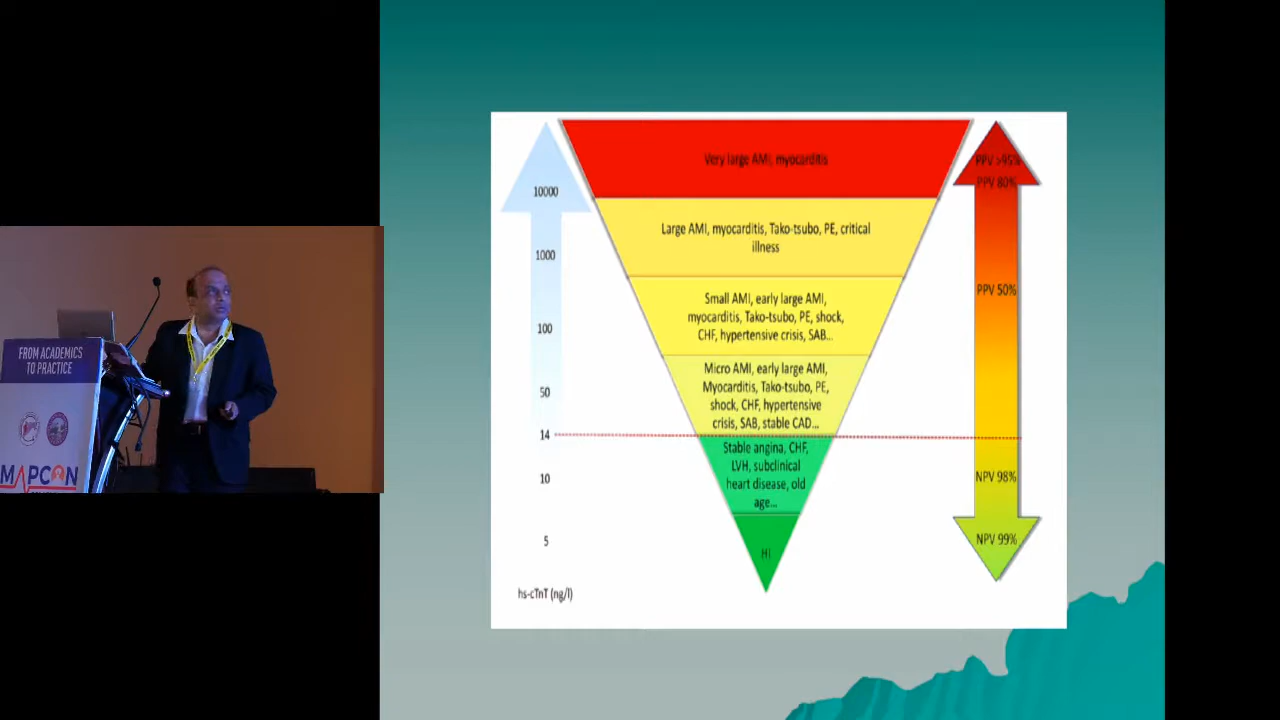 Very large AMI, myocarditis
Large AMI, myocarditis, Tako-tsubo, PE, critical
illness
Small AMI, early large AMI,
myocarditis, Tako-tsubo, PE, shock,
CHF, hypertensive crisis, SAB...
Micro AMI, early large AMI,
Myocarditis, Tako-tsubo, PE,
shock, CHF, hypertensive
crisis, SAB, stable CAD...
Stable angina, CHF,
LVH, subclinical
heart disease, old
age...
10000
1000
100
50
14
10
5
hs-cTnT (ng/l)
PPV >95%
PPV 80%
PPV 50%
NPV 98%
NPV 99%
FROM ACADEMICS
TO PRACTICE
MAPCON